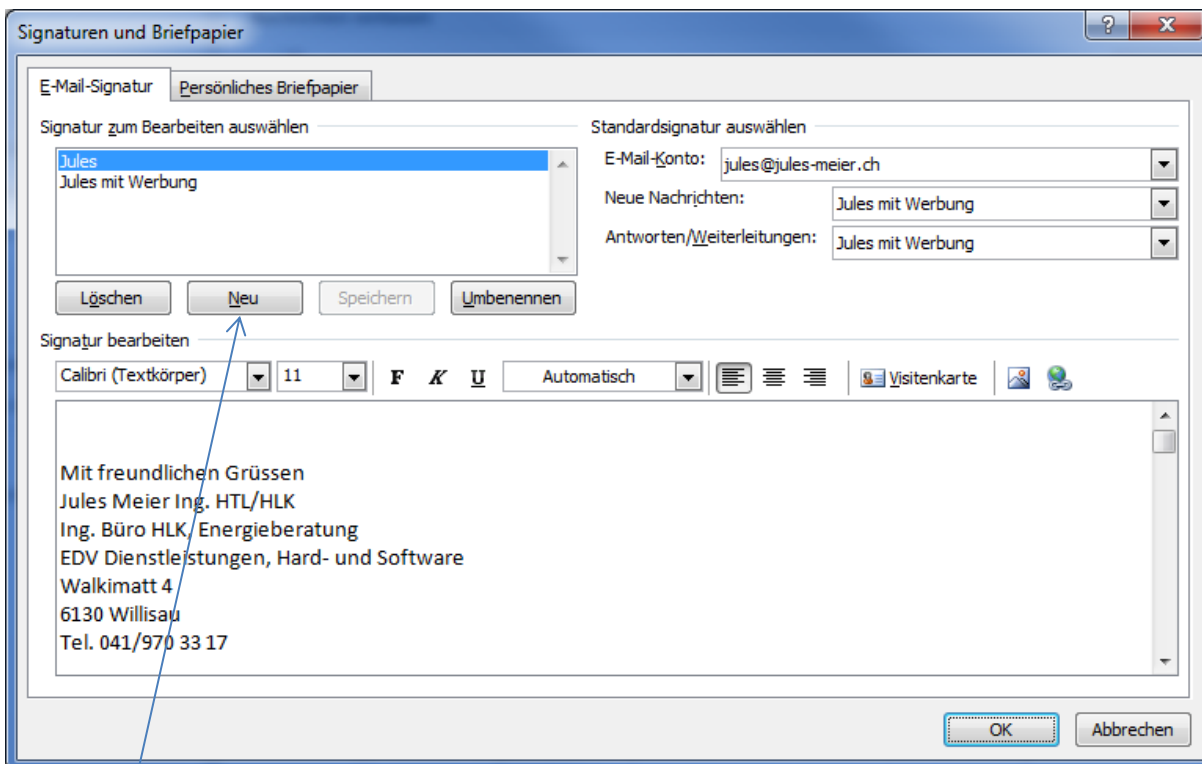 Signaturen und Briefpapier
E-Mail-Signatur
Persönliches Briefpapier
Signatur zum Bearbeiten auswählen
Jules
Jules mit Werbung
Löschen
Neu
Speichern
Umbenennen
Standardsignatur auswählen
E-Mail-Konto: jules@jules-meier.ch
Neue Nachrichten: Jules mit Werbung
Antworten/Weiterleitungen: Jules mit Werbung
Signatur bearbeiten
Calibri (Textkörper) 11 F K U Automatisch Visitenkarte
Mit freundlichen Grüssen
Jules Meier Ing. HTL/HLK
Ing. Büro HLK, Energieberatung
EDV Dienstleistungen, Hard- und Software
Walkimatt 4
6130 Willisau
Tel. 041/970 33 17
OK
Abbrechen